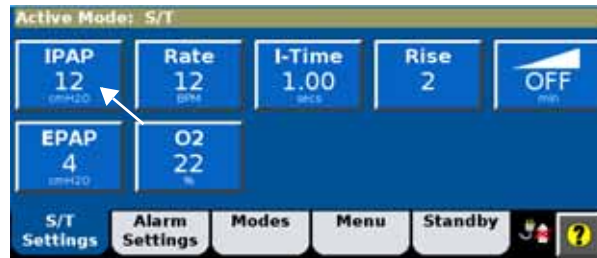 Active Mode: S/T
IPAP Rate I-Time Rise
12 12 1.00 2 OFF
cmH2O BPM secs min
EPAP O2
4 22
cmH2O %
S/T Settings Alarm Settings Modes Menu Standby ?